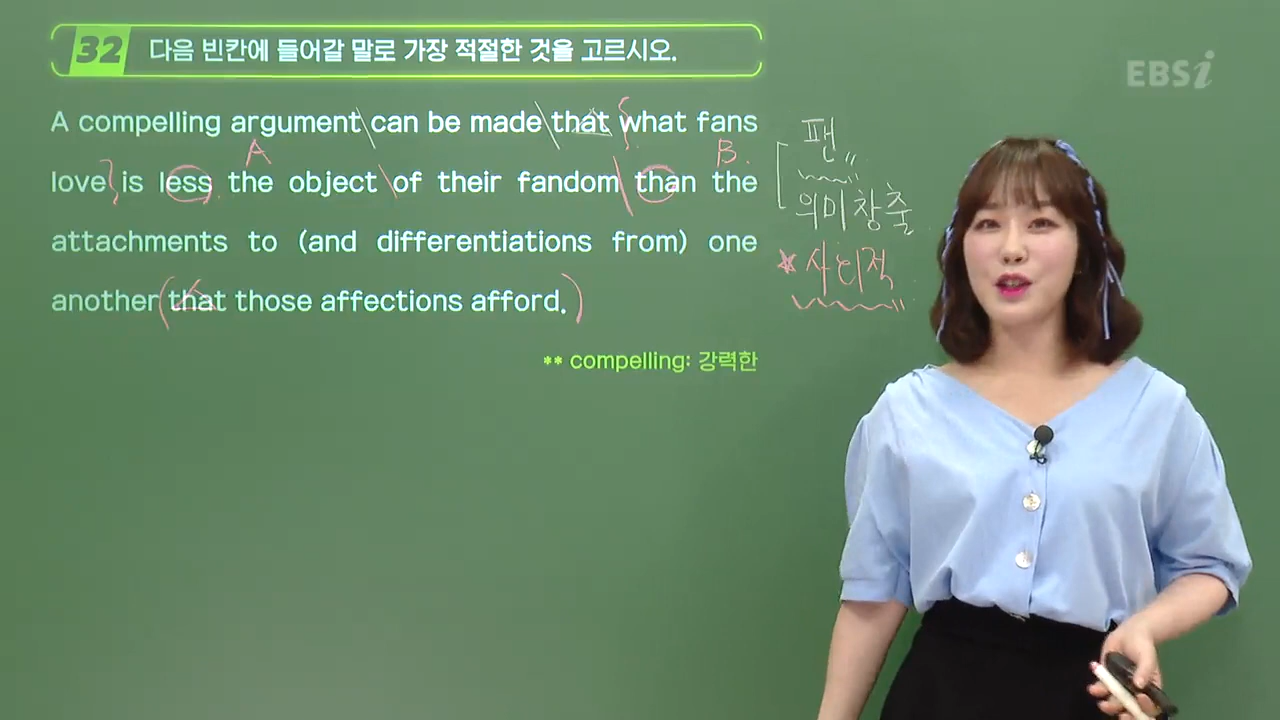 32 다음 빈칸에 들어갈 말로 가장 적절한 것을 고르시오.
EBSi
A compelling argument can be made that what fans
love is less the object of their fandom than the
attachments to (and differentiations from) one
another that those affections afford.
** compelling: 강력한
A
B.
팬
의미 창출
사회적